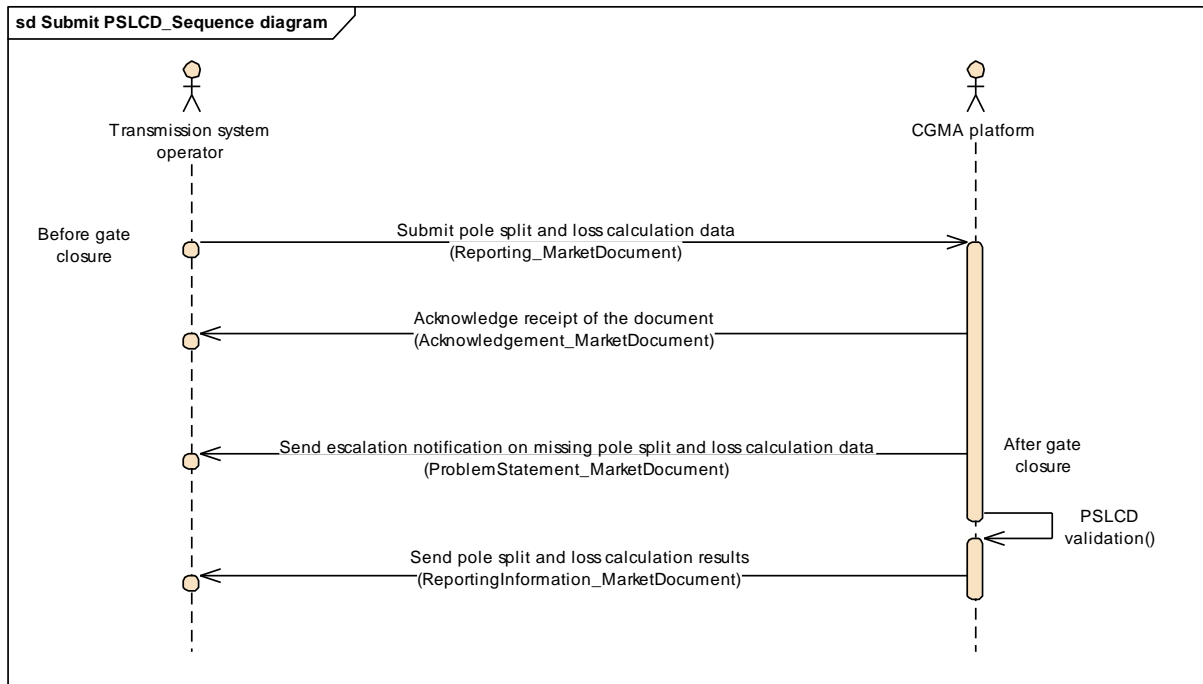 sd Submit PSLCD_Sequence diagram
Transmission system
operator
CGMA platform
Before gate
closure
Submit pole split and loss calculation data
(Reporting_MarketDocument)
Acknowledge receipt of the document
(Acknowledgement_MarketDocument)
Send escalation notification on missing pole split and loss calculation data
(ProblemStatement_MarketDocument)
After gate
closure
PSLCD
validation()
Send pole split and loss calculation results
(ReportingInformation_MarketDocument)